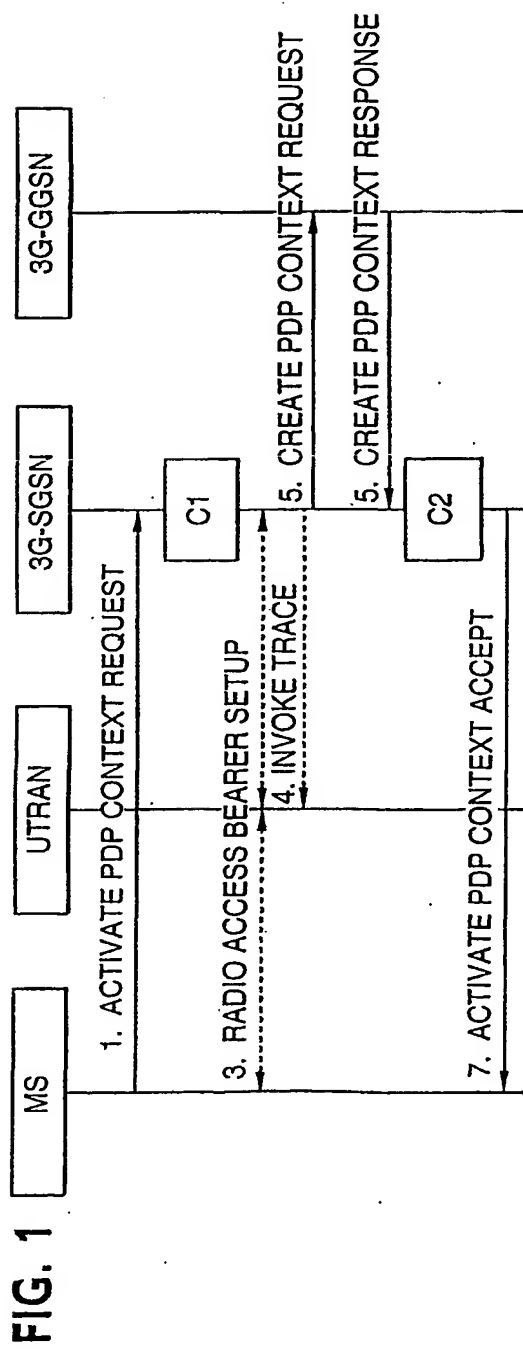 FIG. 1
MS
UTRAN
3G-SGSN
3G-GGSN
1. ACTIVATE PDP CONTEXT REQUEST
C1
3. RADIO ACCESS BEARER SETUP
4. INVOKE TRACE
5. CREATE PDP CONTEXT REQUEST
5. CREATE PDP CONTEXT RESPONSE
C2
7. ACTIVATE PDP CONTEXT ACCEPT